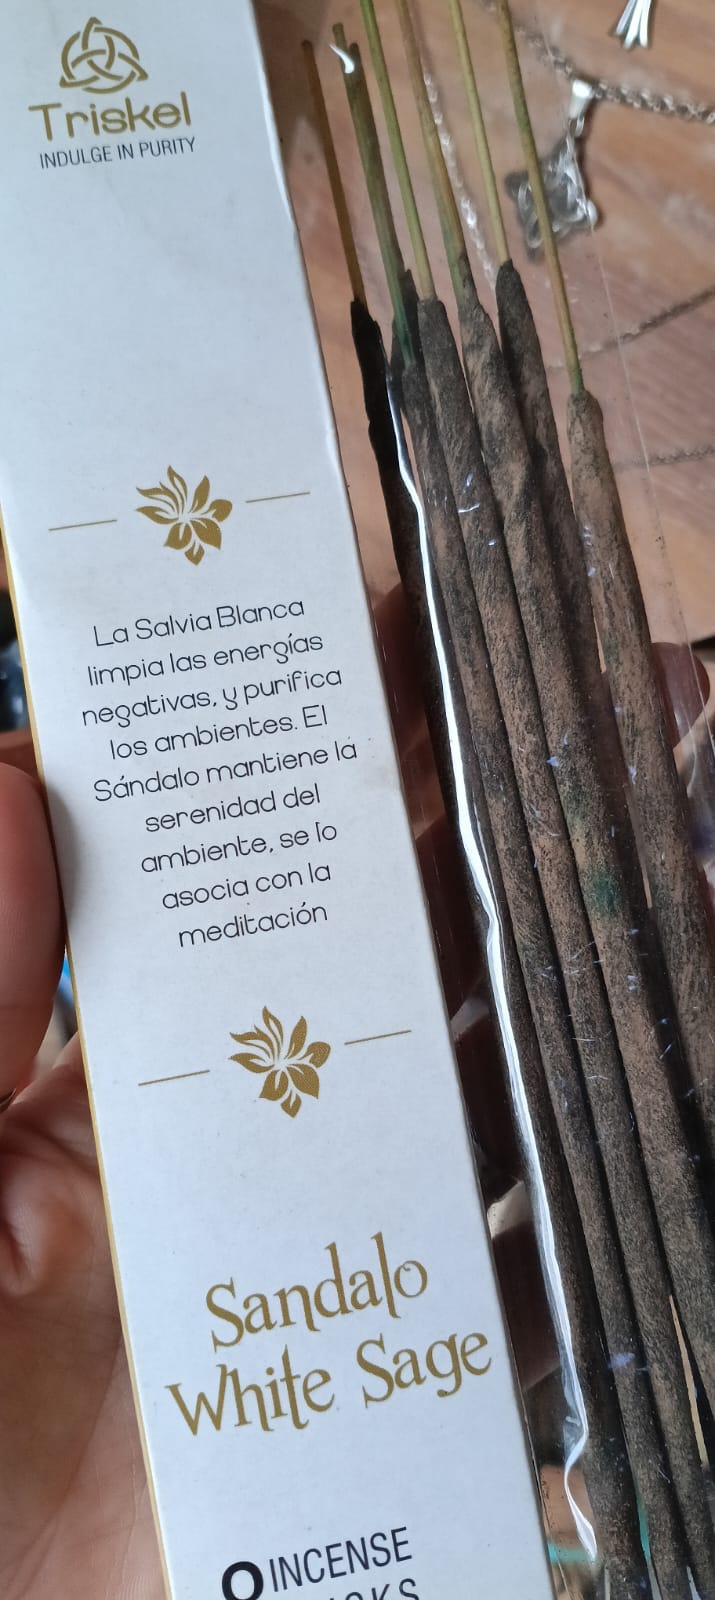 Triskel
INDULGE IN PURITY
La Salvia Blanca
limpia las energías
negativas, y purifica
los ambientes. El
Sándalo mantiene la
serenidad del
ambiente, se lo
asocia con la
meditación
Sandalo
White Sage
INCENSE